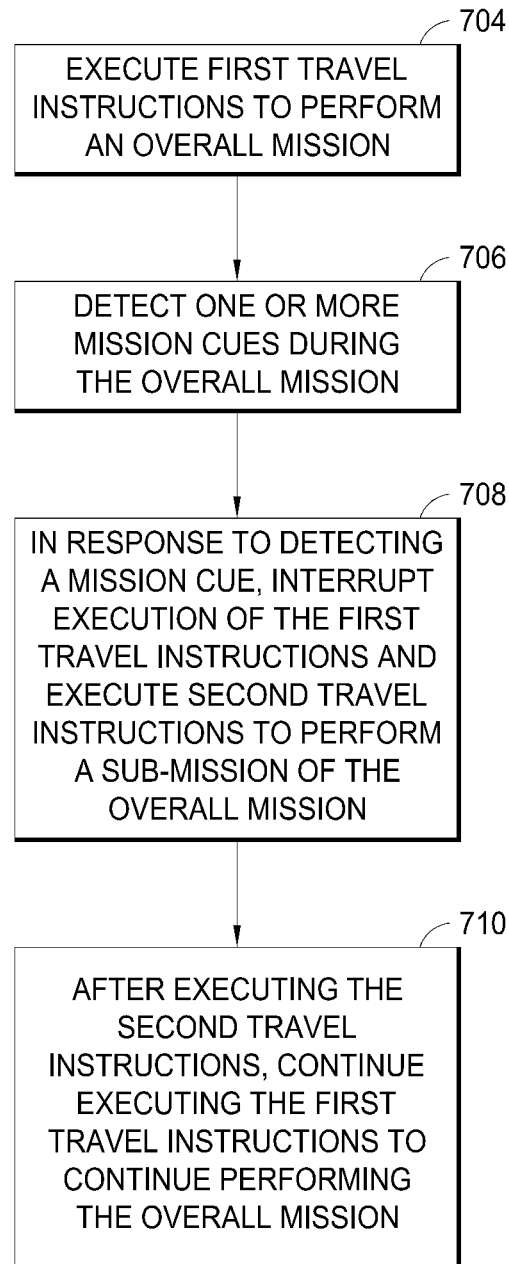 704
EXECUTE FIRST TRAVEL
INSTRUCTIONS TO PERFORM
AN OVERALL MISSION
706
DETECT ONE OR MORE
MISSION CUES DURING
THE OVERALL MISSION
708
IN RESPONSE TO DETECTING
A MISSION CUE, INTERRUPT
EXECUTION OF THE FIRST
TRAVEL INSTRUCTIONS AND
EXECUTE SECOND TRAVEL
INSTRUCTIONS TO PERFORM
A SUB-MISSION OF THE
OVERALL MISSION
710
AFTER EXECUTING THE
SECOND TRAVEL
INSTRUCTIONS, CONTINUE
EXECUTING THE FIRST
TRAVEL INSTRUCTIONS TO
CONTINUE PERFORMING
THE OVERALL MISSION